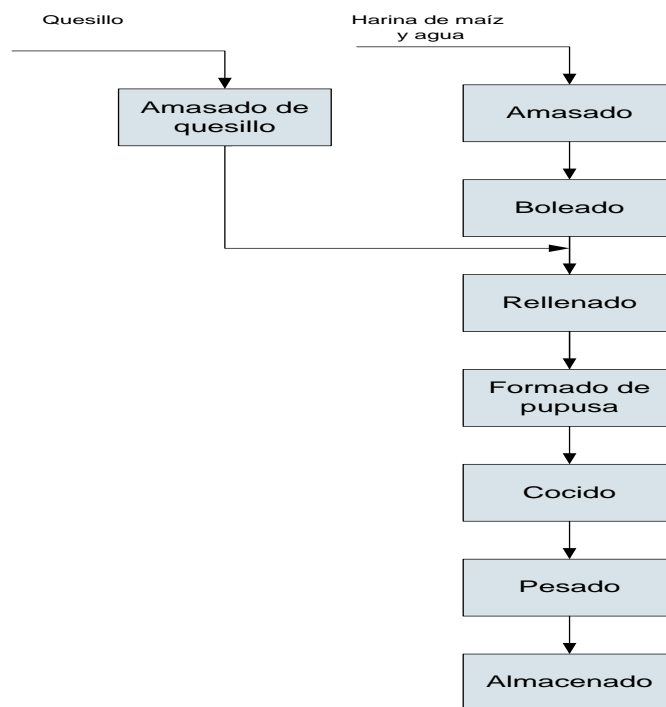 Quesillo
Harina de maíz
y agua
Amasado de
quesillo
Amasado
Boleado
Rellenado
Formado de
pupusa
Cocido
Pesado
Almacenado